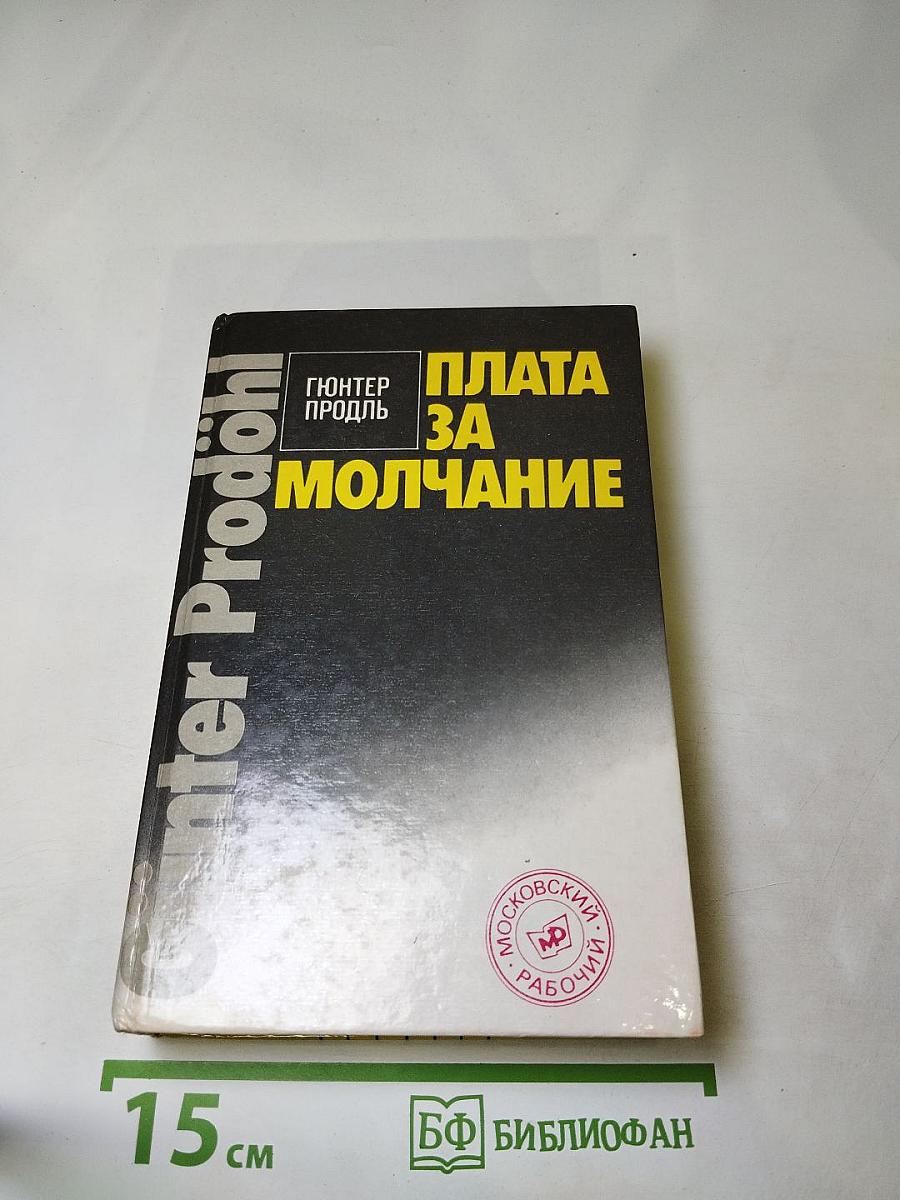 Günter Prodöhl
ГЮНТЕР
ПРОДЛЬ
ПЛАТА
ЗА
МОЛЧАНИЕ
МОСКОВСКИЙ
МР
РАБОЧИЙ
15 см
БФ БИБЛИОФАН